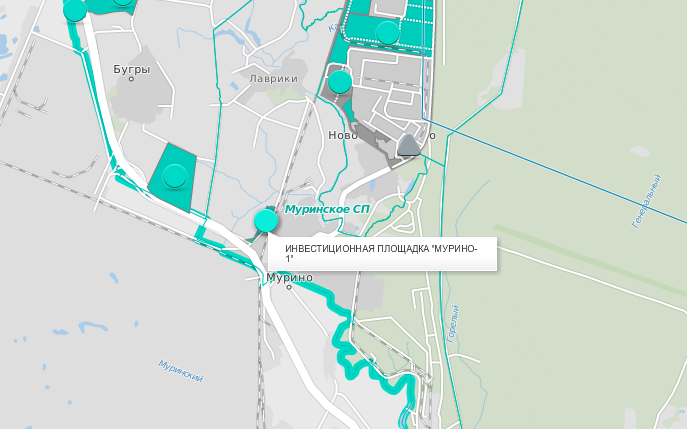 Бугры
Лаврики
Ново
о
Генеральный
Муринское СП
ИНВЕСТИЦИОННАЯ ПЛОЩАДКА "МУРИНО-
1"
Мурино
Горелый
Муринский